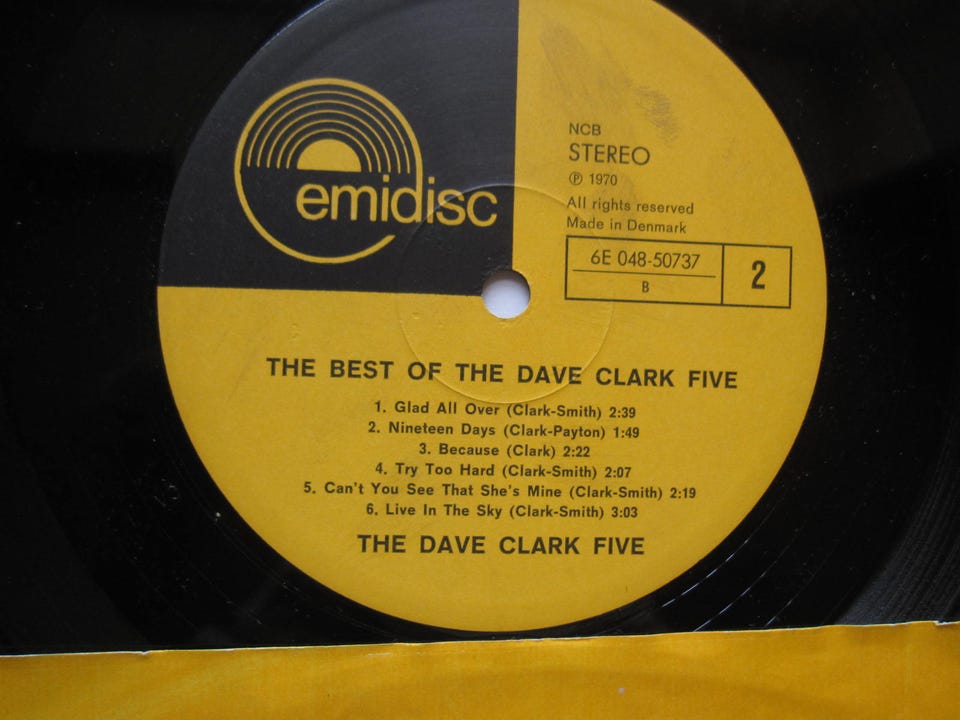 emidisc
NCB
STEREO
℗ 1970
All rights reserved
Made in Denmark
6E 048-50737
B
2
THE BEST OF THE DAVE CLARK FIVE
1. Glad All Over (Clark-Smith) 2:39
2. Nineteen Days (Clark-Payton) 1:49
3. Because (Clark) 2:22
4. Try Too Hard (Clark-Smith) 2:07
5. Can't You See That She's Mine (Clark-Smith) 2:19
6. Live In The Sky (Clark-Smith) 3:03
THE DAVE CLARK FIVE